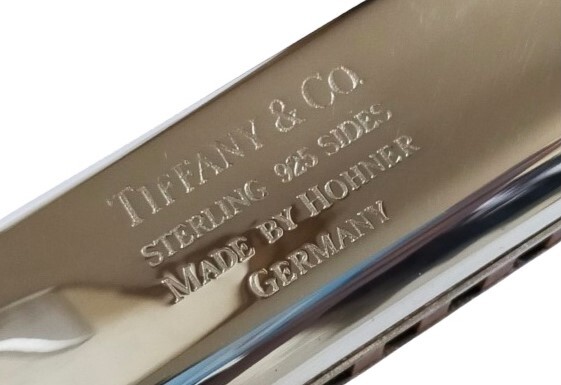 TIFFANY & CO.
STERLING 925 SIDES
MADE BY HOHNER
GERMANY